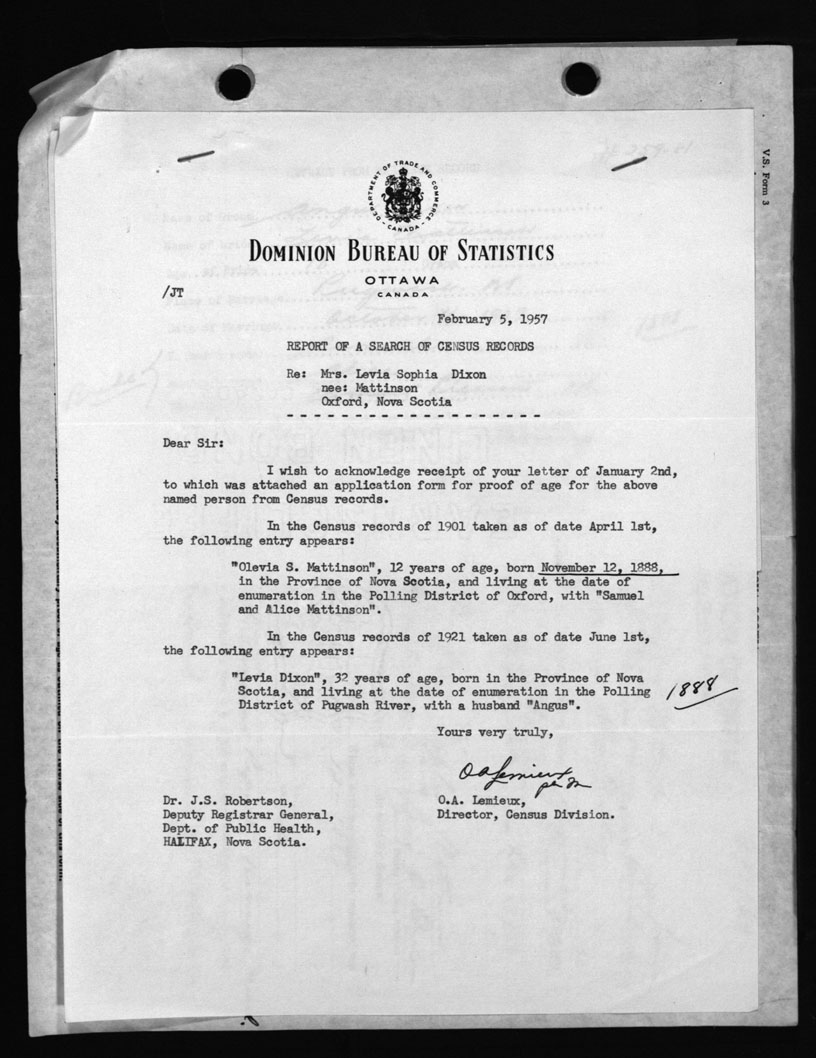 V.S. Form 3
DEPARTMENT OF TRADE AND COMMERCE
- CANADA -
DOMINION BUREAU OF STATISTICS
OTTAWA
CANADA
/JT
February 5, 1957
REPORT OF A SEARCH OF CENSUS RECORDS
Re: Mrs. Levia Sophia Dixon
nee: Mattinson
Oxford, Nova Scotia
- - - - - - - - - - - - - - - - - - -
Dear Sir:
I wish to acknowledge receipt of your letter of January 2nd,
to which was attached an application form for proof of age for the above
named person from Census records.
In the Census records of 1901 taken as of date April 1st,
the following entry appears:
"Olevia S. Mattinson", 12 years of age, born November 12, 1888,
in the Province of Nova Scotia, and living at the date of
enumeration in the Polling District of Oxford, with "Samuel
and Alice Mattinson".
In the Census records of 1921 taken as of date June 1st,
the following entry appears:
"Levia Dixon", 32 years of age, born in the Province of Nova
Scotia, and living at the date of enumeration in the Polling
District of Pugwash River, with a husband "Angus".
1888
Yours very truly,
O A Lemieux
per
O.A. Lemieux,
Director, Census Division.
Dr. J.S. Robertson,
Deputy Registrar General,
Dept. of Public Health,
HALIFAX, Nova Scotia.